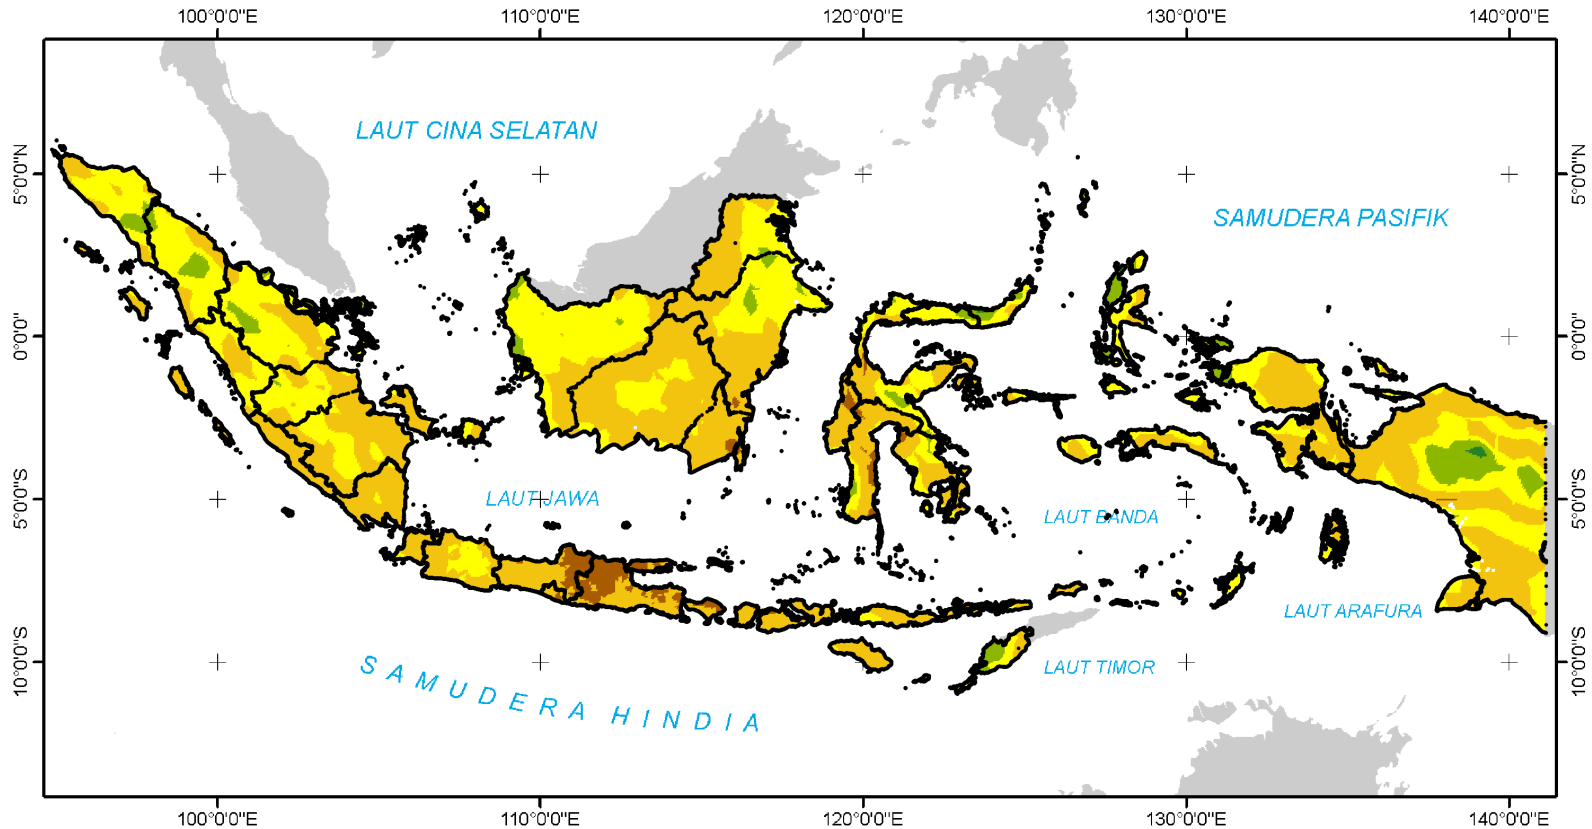 100°0'0"E 110°0'0"E 120°0'0"E 130°0'0"E 140°0'0"E
LAUT CINA SELATAN
5°0'0"N 5°0'0"N
SAMUDERA PASIFIK
0°0'0" 0°0'0"
LAUT JAWA
5°0'0"S 5°0'0"S
LAUT BANDA
LAUT ARAFURA
10°0'0"S 10°0'0"S
LAUT TIMOR
SAMUDERA HINDIA
100°0'0"E 110°0'0"E 120°0'0"E 130°0'0"E 140°0'0"E